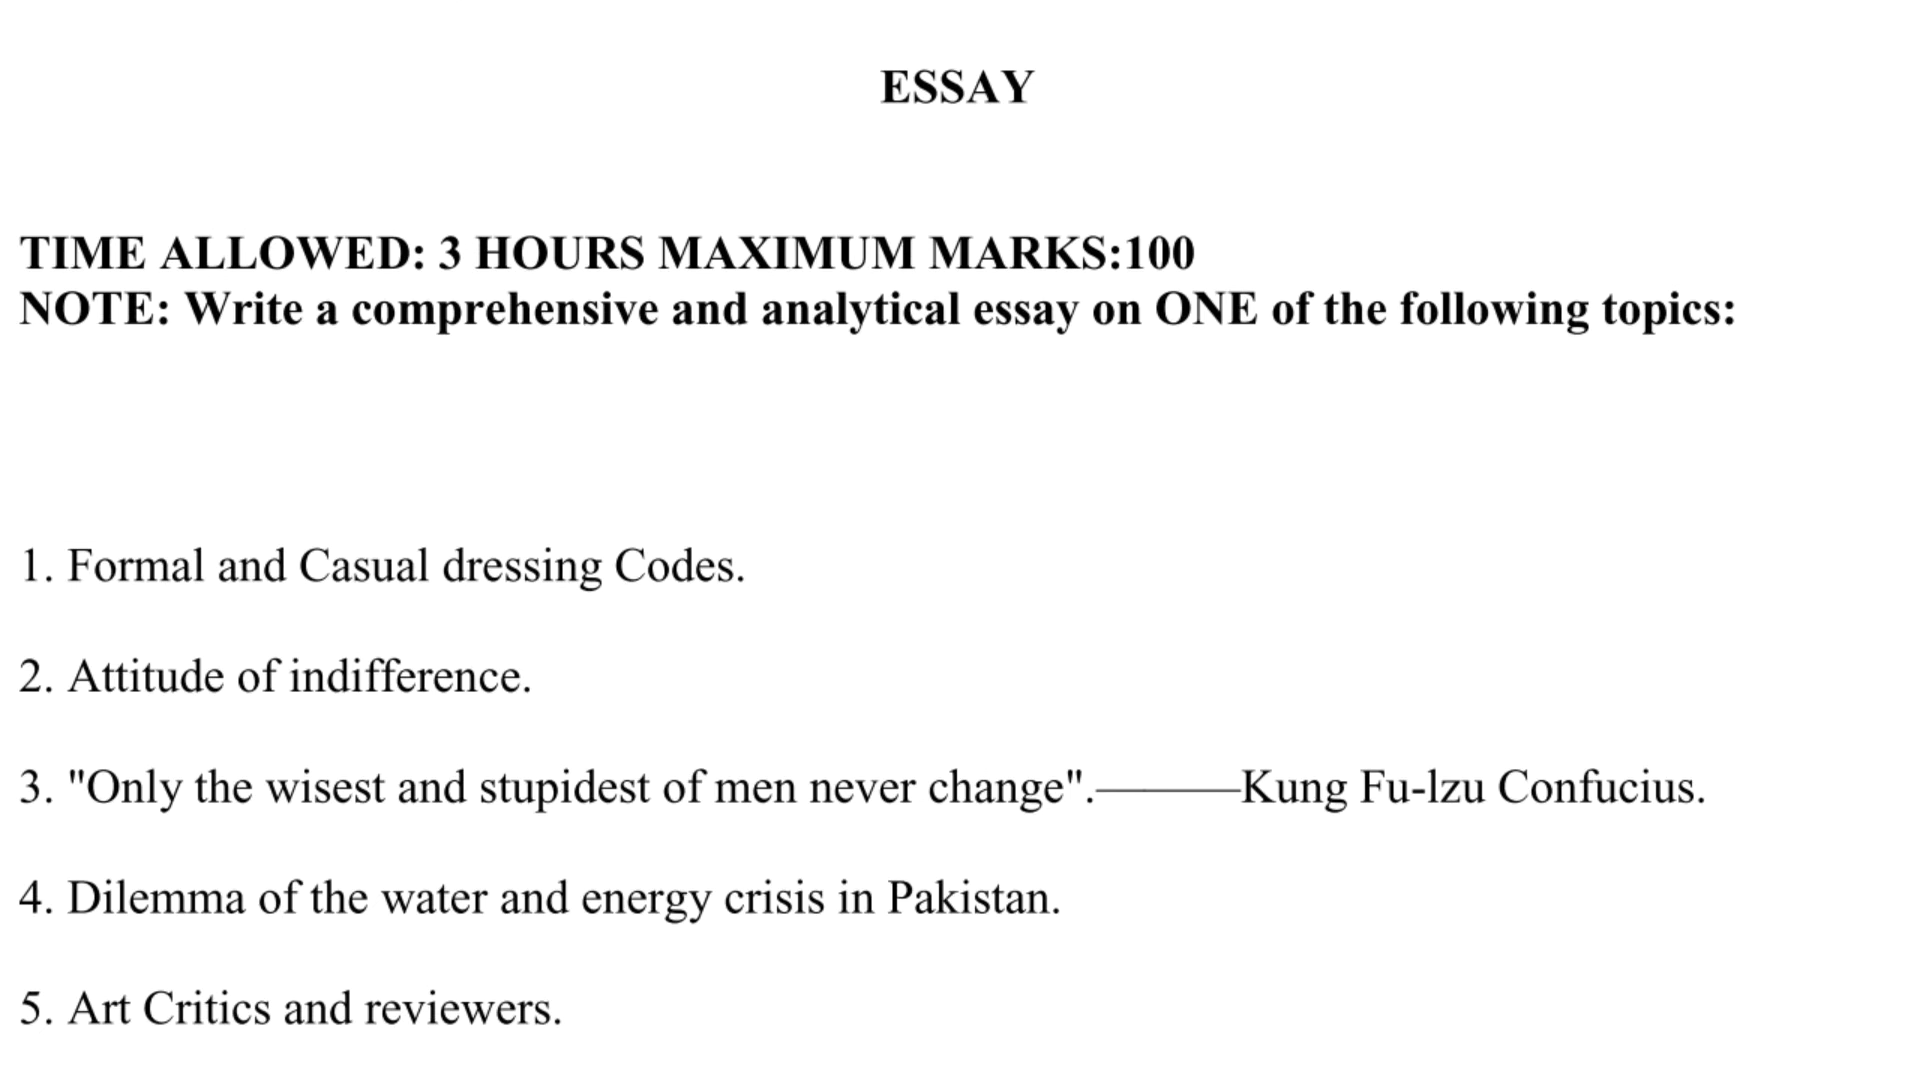 ESSAY
TIME ALLOWED: 3 HOURS MAXIMUM MARKS:100
NOTE: Write a comprehensive and analytical essay on ONE of the following topics:
1. Formal and Casual dressing Codes.
2. Attitude of indifference.
3. "Only the wisest and stupidest of men never change".———Kung Fu-lzu Confucius.
4. Dilemma of the water and energy crisis in Pakistan.
5. Art Critics and reviewers.